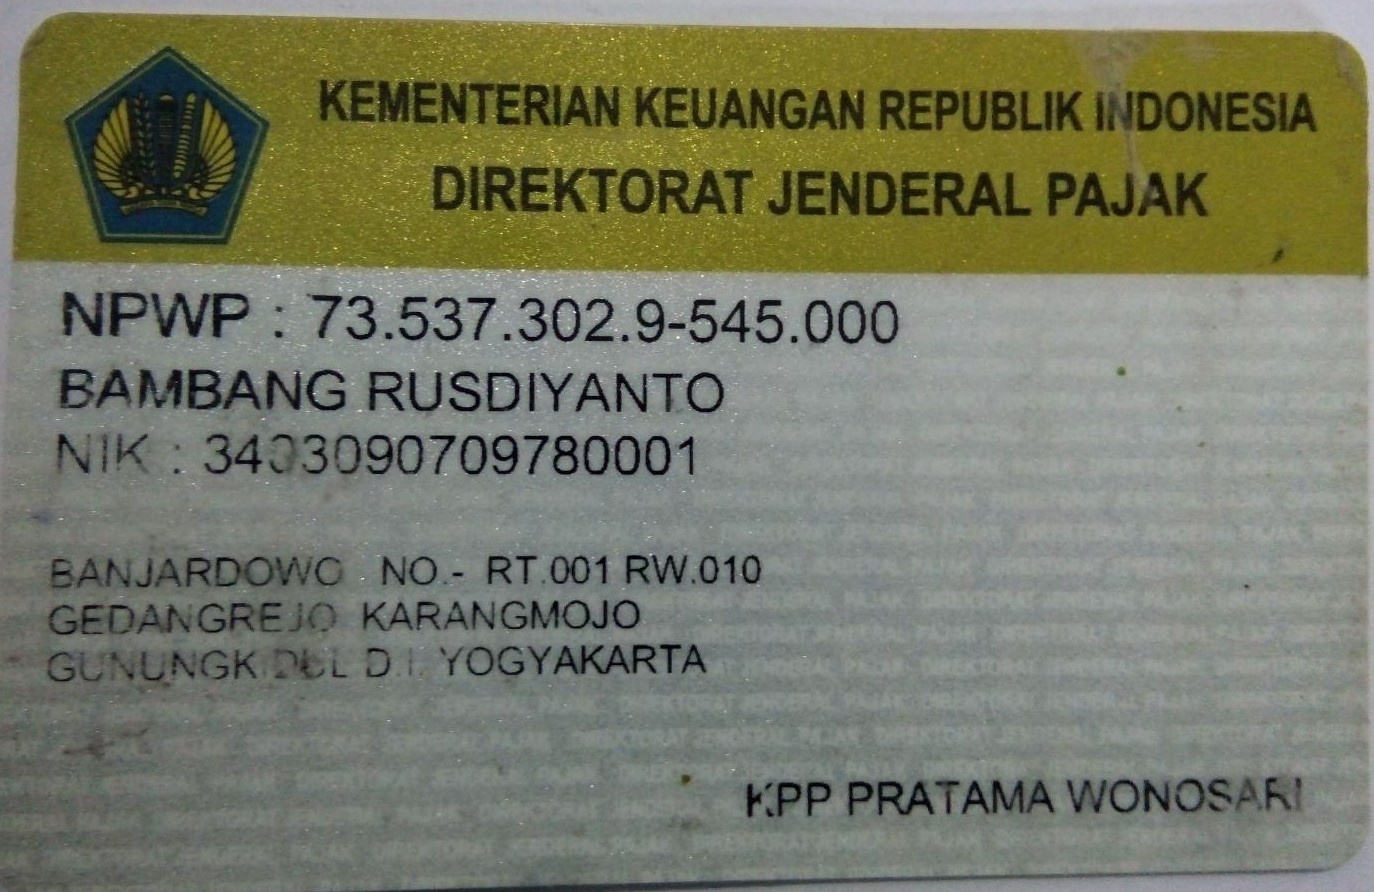 KEMENTERIAN KEUANGAN REPUBLIK INDONESIA
DIREKTORAT JENDERAL PAJAK
NPWP : 73.537.302.9-545.000
BAMBANG RUSDIYANTO
NIK : 3403090709780001
BANJARDOWO NO.- RT.001 RW.010
GEDANGREJO KARANGMOJO
GUNUNGKIDUL D.I. YOGYAKARTA
KPP PRATAMA WONOSARI